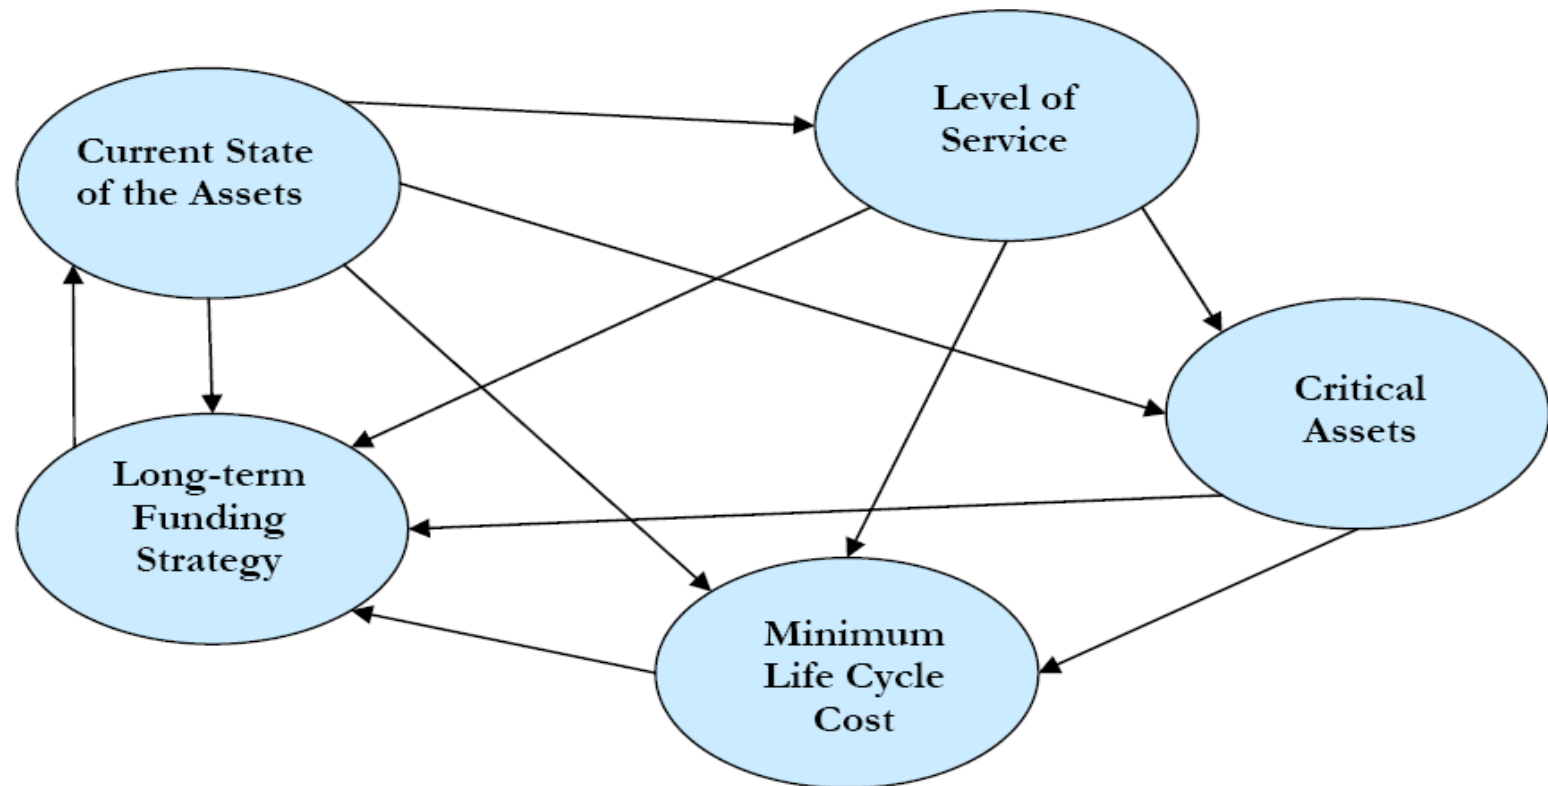 Current State
of the Assets
Level of
Service
Critical
Assets
Long-term
Funding
Strategy
Minimum
Life Cycle
Cost